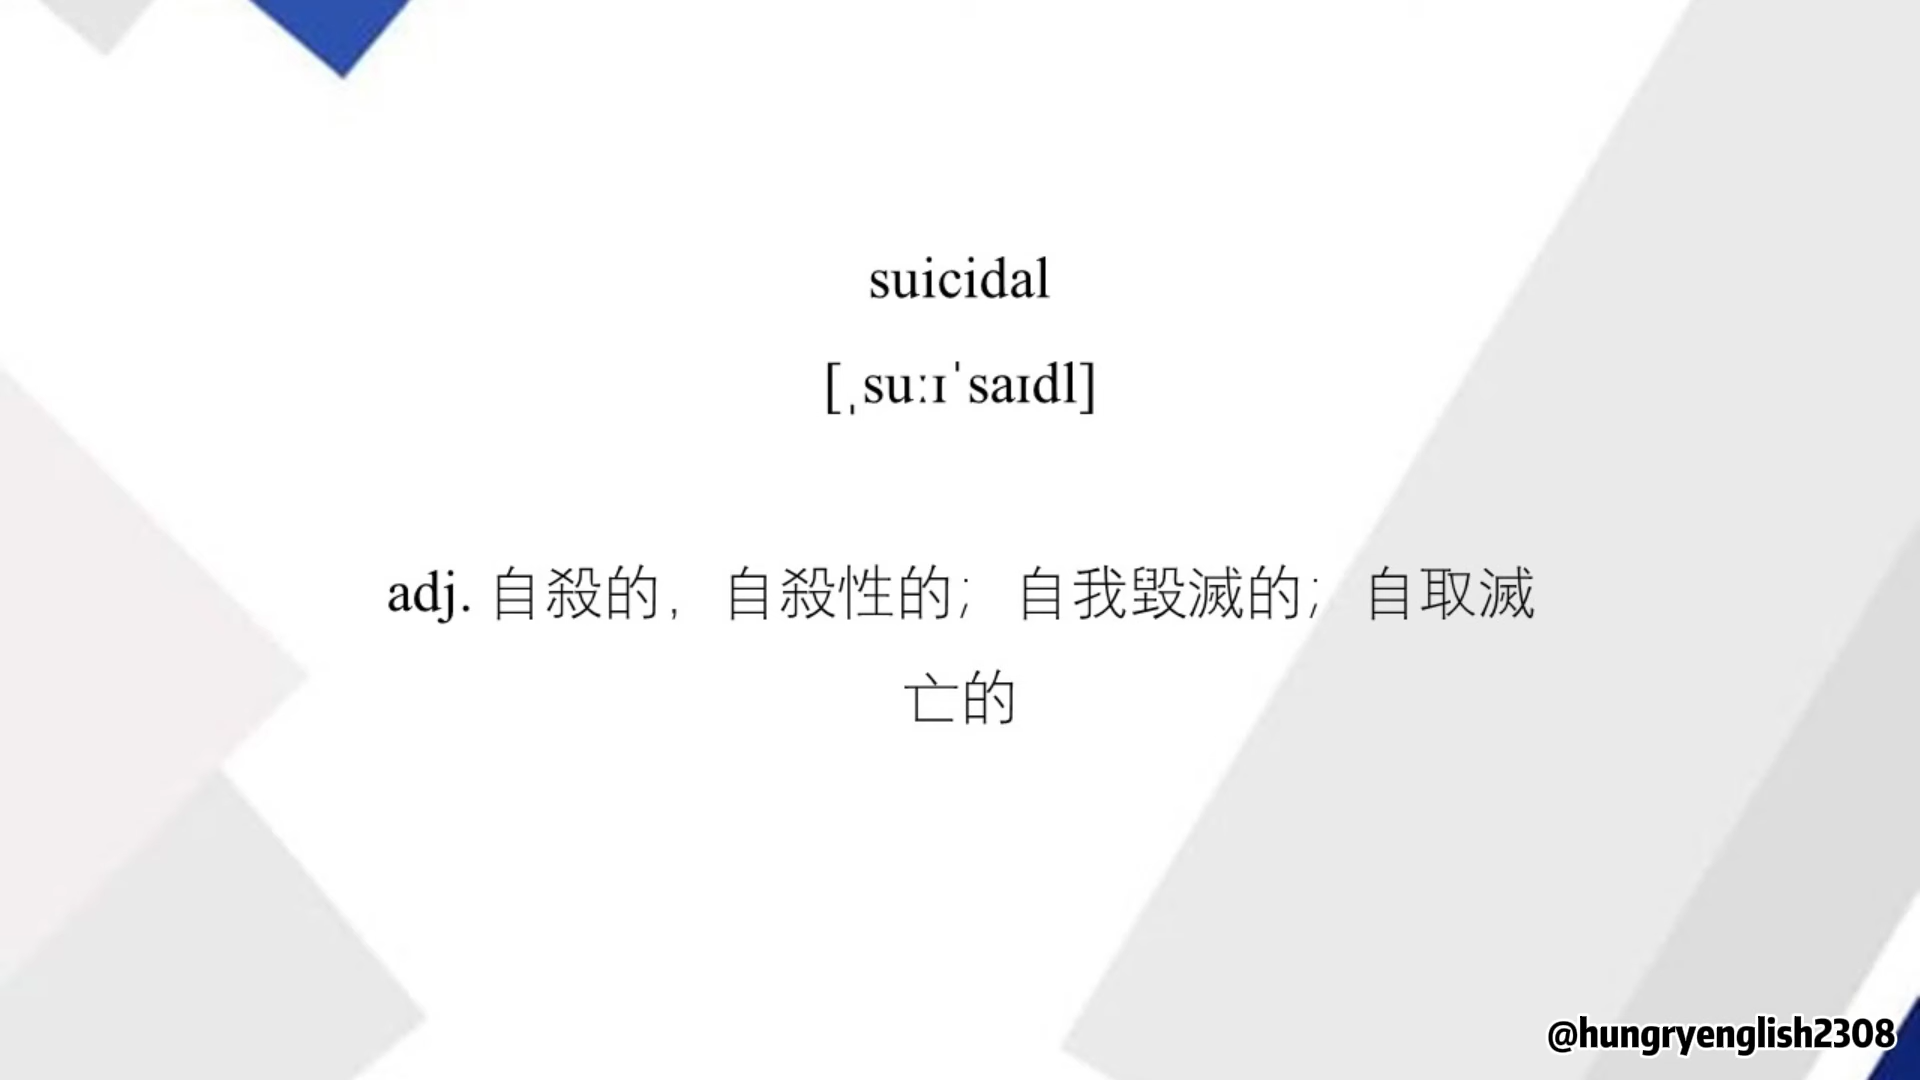 suicidal
[ˌsuːɪˈsaɪdl]
adj. 自殺的，自殺性的；自我毀滅的；自取滅
亡的
@hungryenglish2308